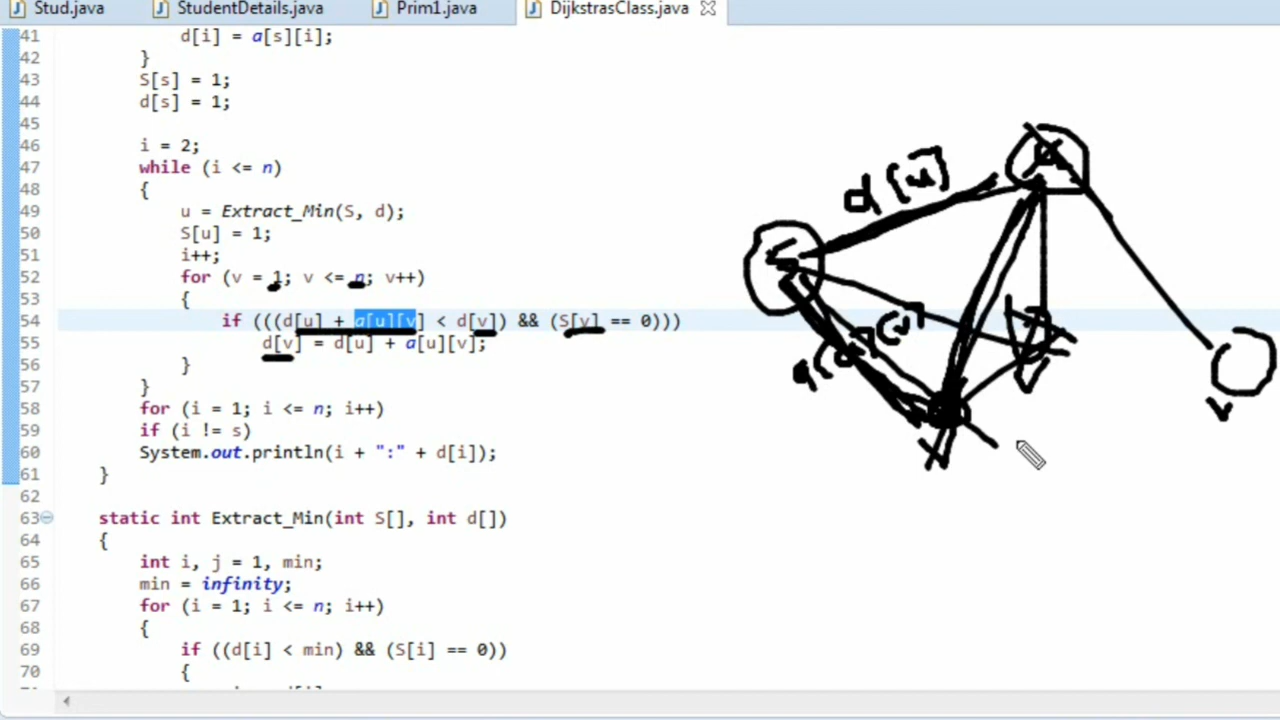 Stud.java StudentDetails.java Prim1.java DijkstrasClass.java
41 d[i] = a[s][i];
42 }
43 S[s] = 1;
44 d[s] = 1;
45
46 i = 2;
47 while (i <= n)
48 {
49 u = Extract_Min(S, d);
50 S[u] = 1;
51 i++;
52 for (v = 1; v <= n; v++)
53 {
54 if (((d[u] + a[u][v] < d[v]) && (S[v] == 0)))
55 d[v] = d[u] + a[u][v];
56 }
57 }
58 for (i = 1; i <= n; i++)
59 if (i != s)
60 System.out.println(i + ":" + d[i]);
61 }
62
63 static int Extract_Min(int S[], int d[])
64 {
65 int i, j = 1, min;
66 min = infinity;
67 for (i = 1; i <= n; i++)
68 {
69 if ((d[i] < min) && (S[i] == 0))
70 {
d[u]
v